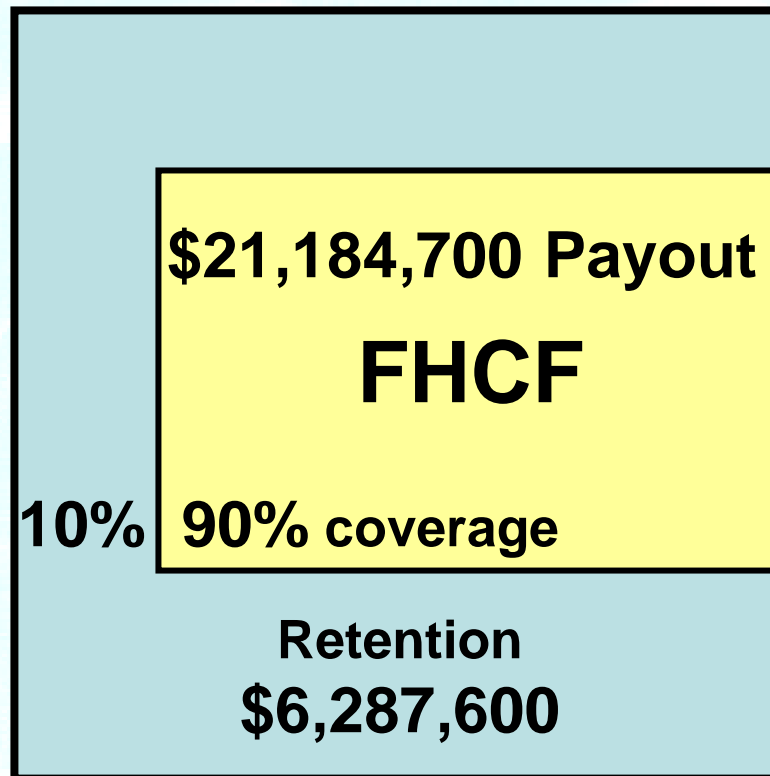 $21,184,700 Payout
FHCF
10% 90% coverage
Retention
$6,287,600